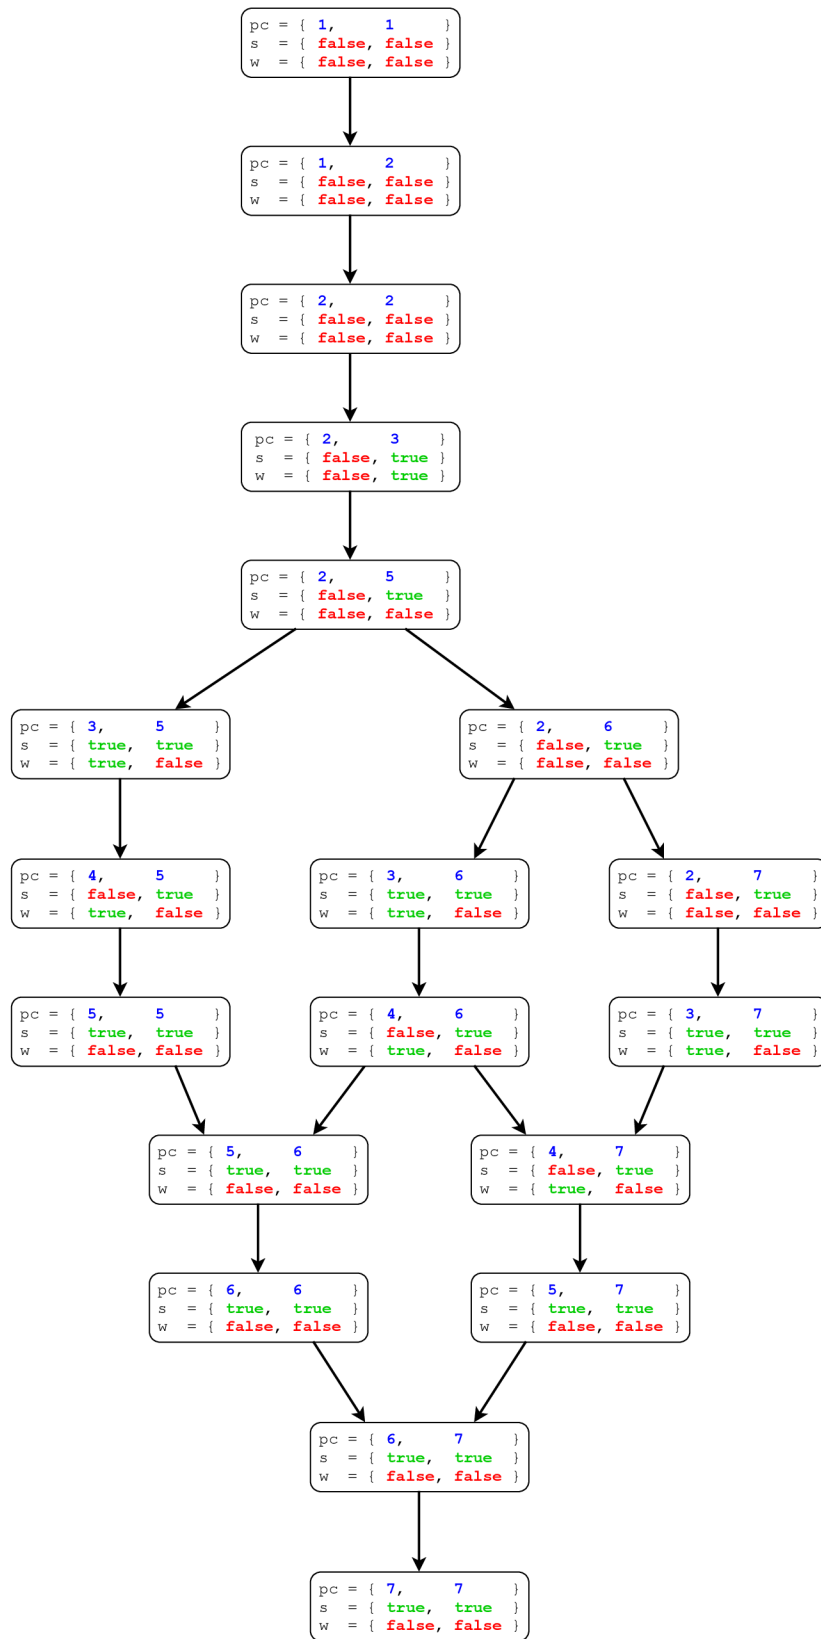 pc = { 1,     1     }
s  = { false, false }
w  = { false, false }
pc = { 1,     2     }
s  = { false, false }
w  = { false, false }
pc = { 2,     2     }
s  = { false, false }
w  = { false, false }
pc = { 2,     3    }
s  = { false, true }
w  = { false, true }
pc = { 2,     5     }
s  = { false, true  }
w  = { false, false }
pc = { 3,    5     }
s  = { true, true  }
w  = { true, false }
pc = { 2,     6     }
s  = { false, true  }
w  = { false, false }
pc = { 4,     5     }
s  = { false, true  }
w  = { true,  false }
pc = { 3,    6     }
s  = { true, true  }
w  = { true, false }
pc = { 2,     7     }
s  = { false, true  }
w  = { false, false }
pc = { 5,     5     }
s  = { true,  true  }
w  = { false, false }
pc = { 4,     6     }
s  = { false, true  }
w  = { true,  false }
pc = { 3,    7     }
s  = { true, true  }
w  = { true, false }
pc = { 5,     6     }
s  = { true,  true  }
w  = { false, false }
pc = { 4,     7     }
s  = { false, true  }
w  = { true,  false }
pc = { 6,     6     }
s  = { true,  true  }
w  = { false, false }
pc = { 5,     7     }
s  = { true,  true  }
w  = { false, false }
pc = { 6,     7     }
s  = { true,  true  }
w  = { false, false }
pc = { 7,     7     }
s  = { true,  true  }
w  = { false, false }